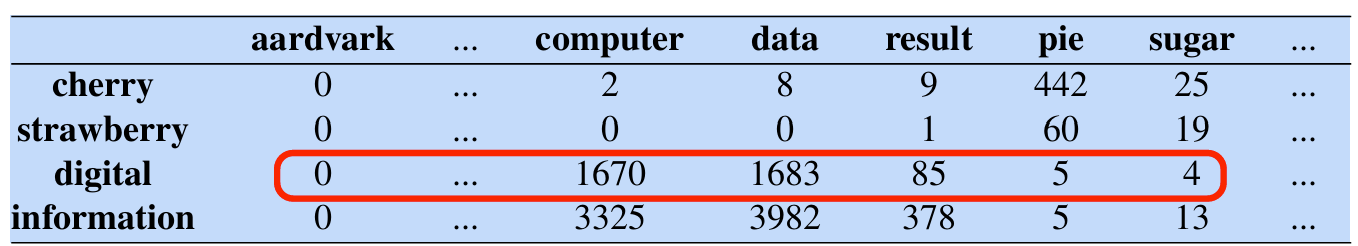 aardvark ... computer data result pie sugar ...
cherry 0 ... 2 8 9 442 25 ...
strawberry 0 ... 0 0 1 60 19 ...
digital 0 ... 1670 1683 85 5 4 ...
information 0 ... 3325 3982 378 5 13 ...